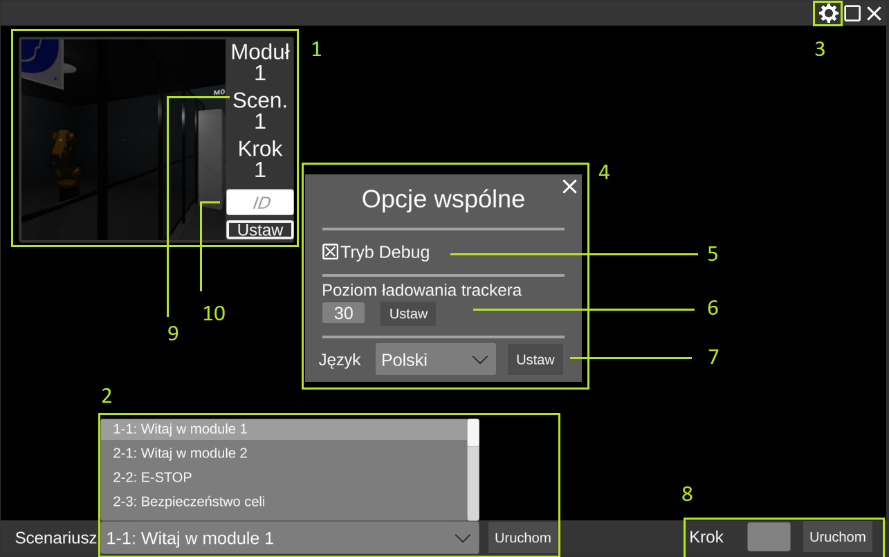 3
Moduł
1
Scen.
1
Krok
1
ID
Ustaw
MO
1
9
10
4
Opcje wspólne
Tryb Debug
5
Poziom ładowania trackera
30
Ustaw
6
Język
Polski
Ustaw
7
2
1-1: Witaj w module 1
2-1: Witaj w module 2
2-2: E-STOP
2-3: Bezpieczeństwo celi
Scenariusz
1-1: Witaj w module 1
Uruchom
8
Krok
Uruchom